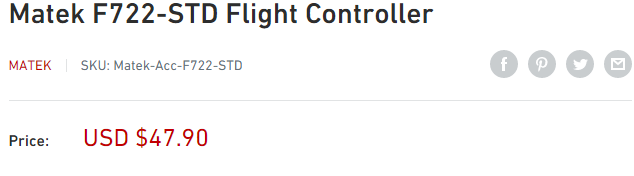 Matek F722-STD Flight Controller
MATEK SKU: Matek-Acc-F722-STD
Price: USD $47.90